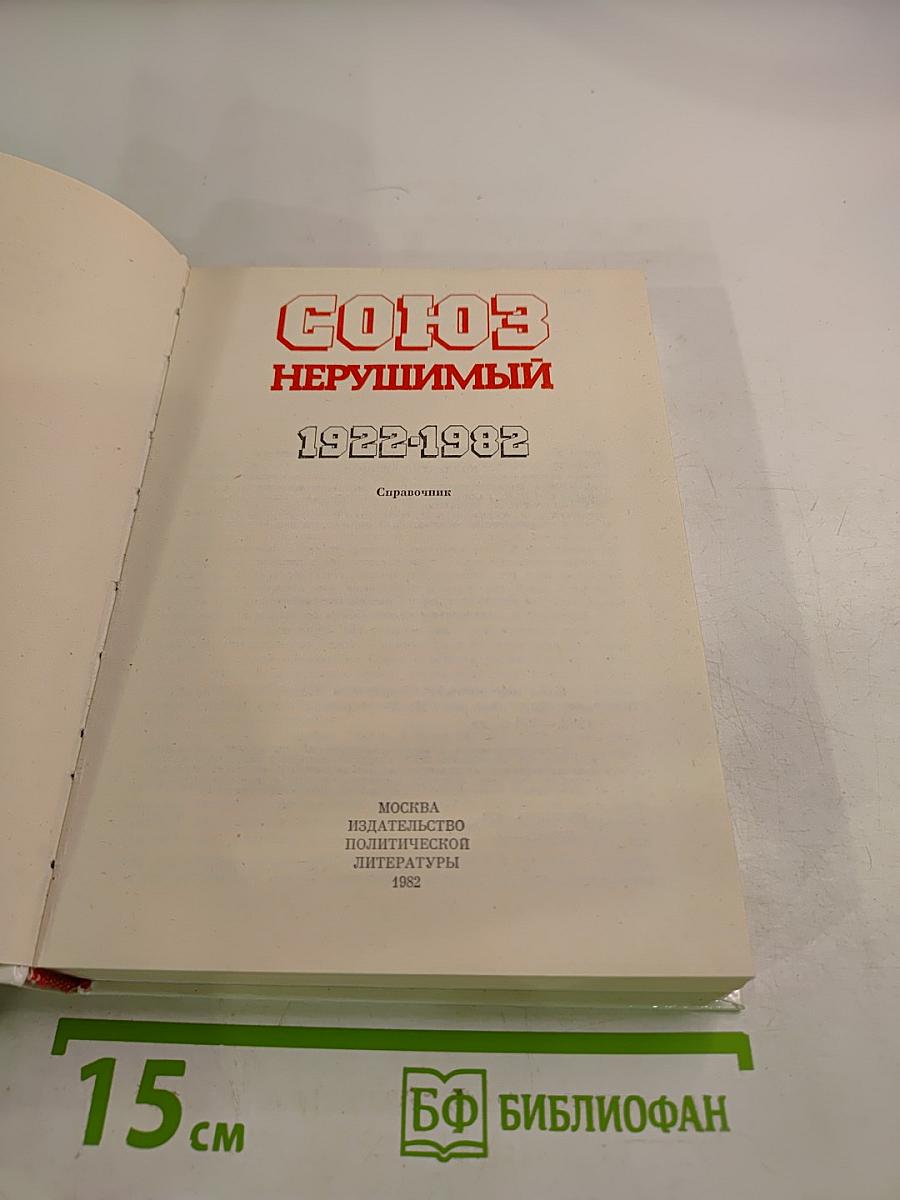 СОЮЗ
НЕРУШИМЫЙ
1922-1982
Справочник
МОСКВА
ИЗДАТЕЛЬСТВО
ПОЛИТИЧЕСКОЙ
ЛИТЕРАТУРЫ
1982
15 см
БФ БИБЛИОФАН